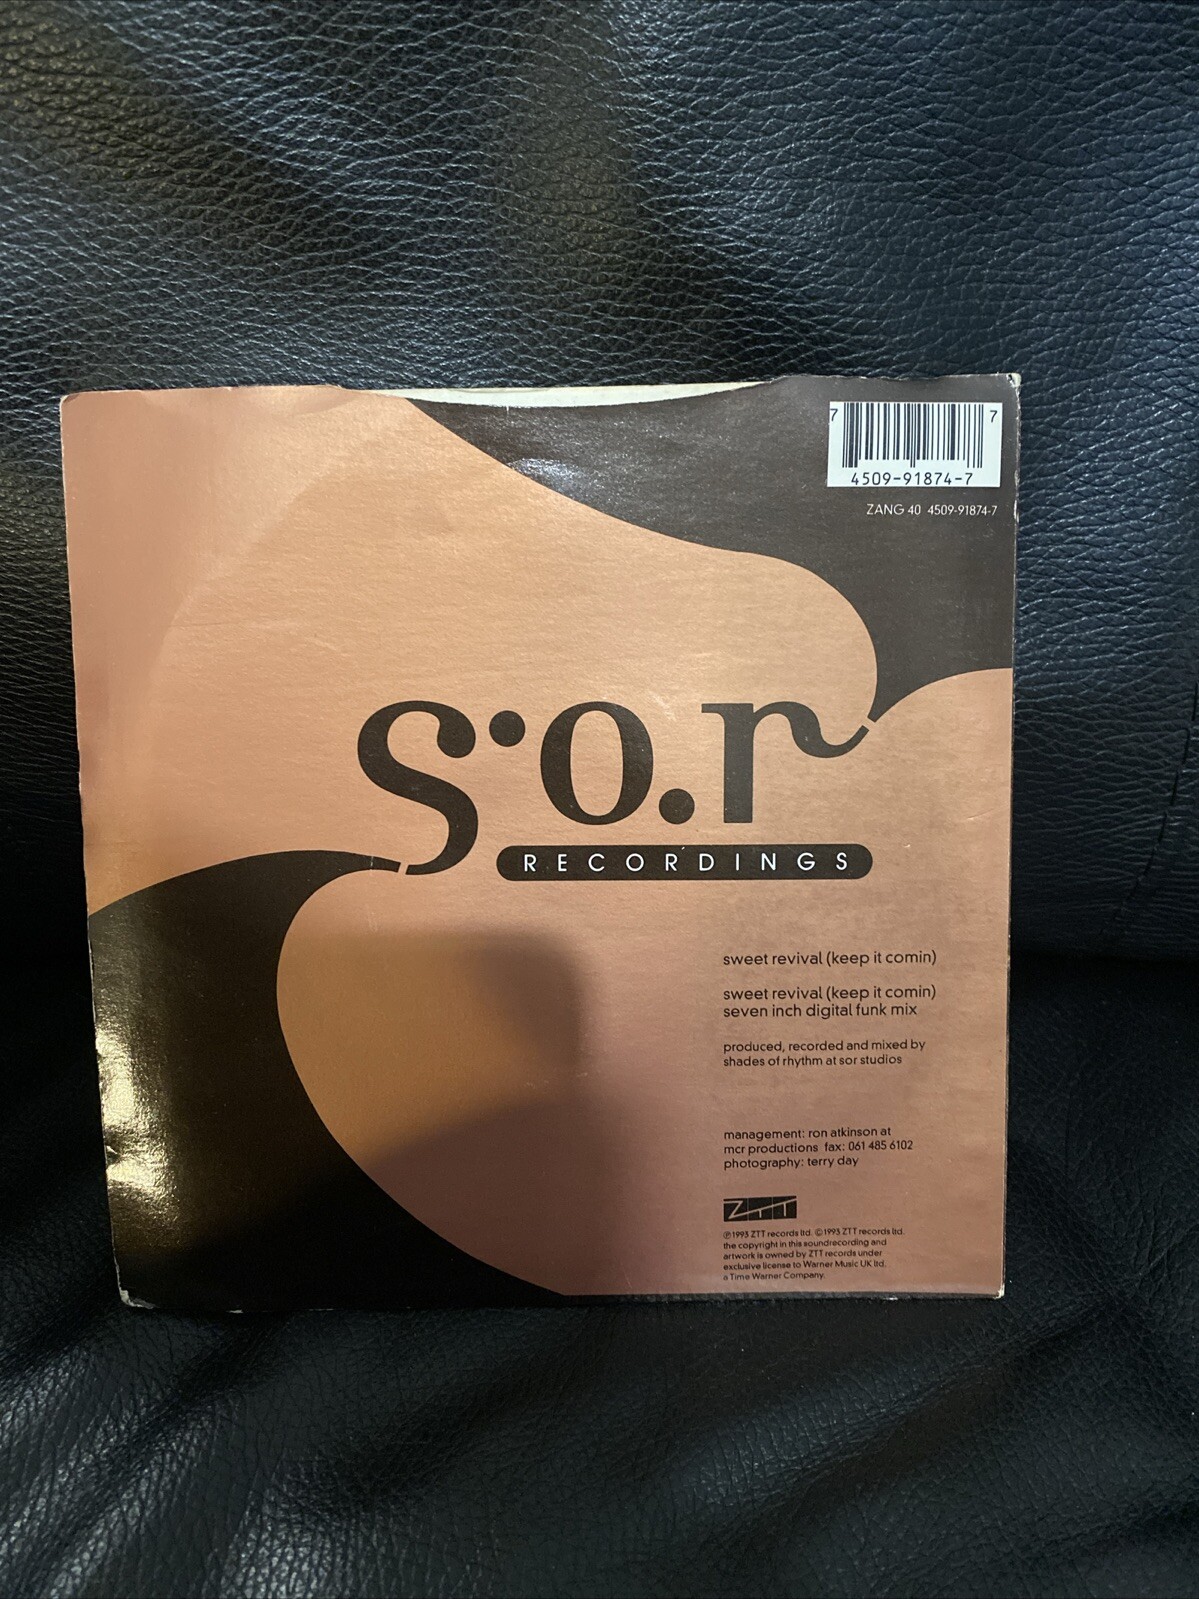 7 7
4509-91874-7
ZANG 40 4509-91874-7
s.o.r
RECORDINGS
sweet revival (keep it comin)
sweet revival (keep it comin)
seven inch digital funk mix
produced, recorded and mixed by
shades of rhythm at sor studios
management: ron atkinson at
mcr productions fax: 061 485 6102
photography: terry day
ZTT
℗1993 ZTT records ltd. ©1993 ZTT records ltd.
the copyright in this soundrecording and
artwork is owned by ZTT records under
exclusive license to Warner Music UK ltd.
a Time Warner Company.